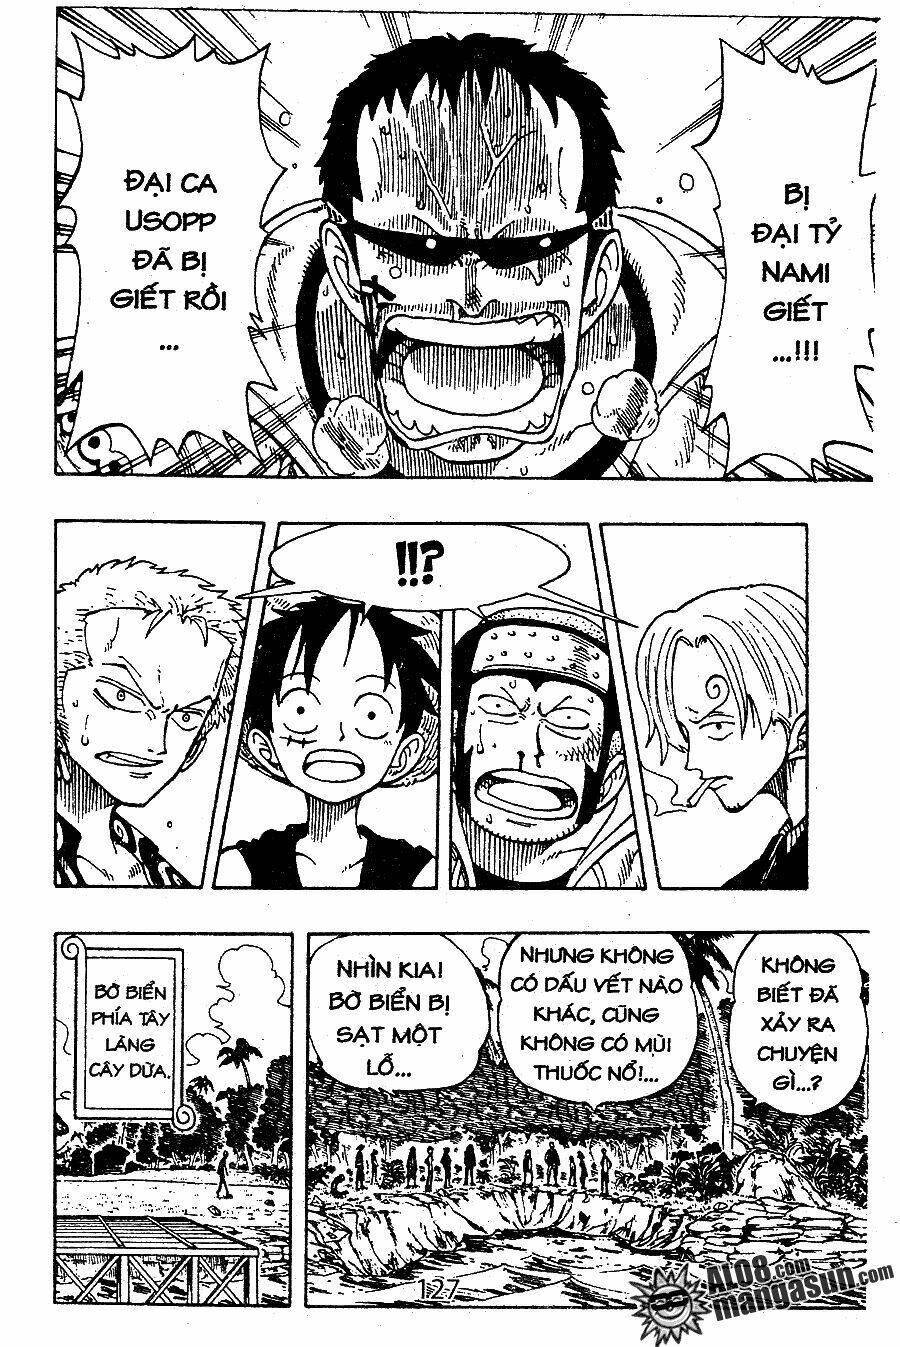 ĐẠI CA
USOPP
ĐÃ BỊ
GIẾT RỒI
...
BỊ
ĐẠI TỶ
NAMI
GIẾT
...!!!
!!?
BỜ BIỂN
PHÍA TÂY
LÀNG
CÂY DỪA.
NHÌN KIA!
BỜ BIỂN BỊ
SẠT MỘT
LỖ...
NHƯNG KHÔNG
CÓ DẤU VẾT NÀO
KHÁC, CŨNG
KHÔNG CÓ MÙI
THUỐC NỔ!...
KHÔNG
BIẾT ĐÃ
XẢY RA
CHUYỆN
GÌ...?
127
ALO8.com
mangasun.com